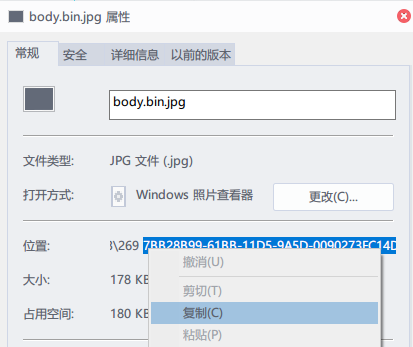 body.bin.jpg 属性
常规 安全 详细信息 以前的版本
body.bin.jpg
文件类型: JPG 文件 (.jpg)
打开方式: Windows 照片查看器 更改(C)...
位置: \269 7BB28B99-61BB-11D5-9A5D-0090273FC14D
撤消(U)
大小: 178 KB
剪切(T)
占用空间: 180 KB
复制(C)
粘贴(P)